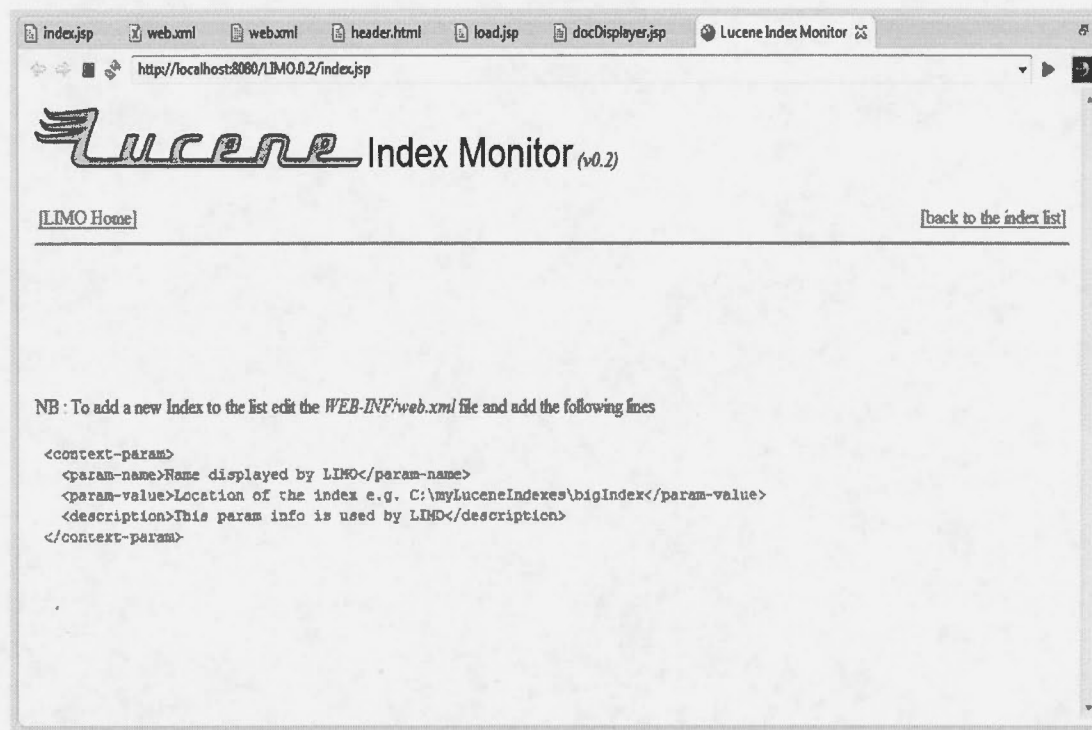 index.jsp web.xml web.xml header.html load.jsp docDisplayer.jsp Lucene Index Monitor
http://localhost:8080/LIMO.0.2/index.jsp
Lucene Index Monitor (v0.2)
[LIMO Home] [back to the index list]
NB : To add a new Index to the list edit the WEB-INF/web.xml file and add the following lines
<context-param>
<param-name>Name displayed by LIMO</param-name>
<param-value>Location of the index e.g. C:\myLuceneIndexes\bigIndex</param-value>
<description>This param info is used by LIMO</description>
</context-param>